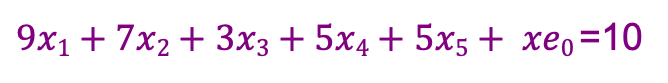 9x₁ + 7x₂ + 3x₃ + 5x₄ + 5x₅ + xe₀=10